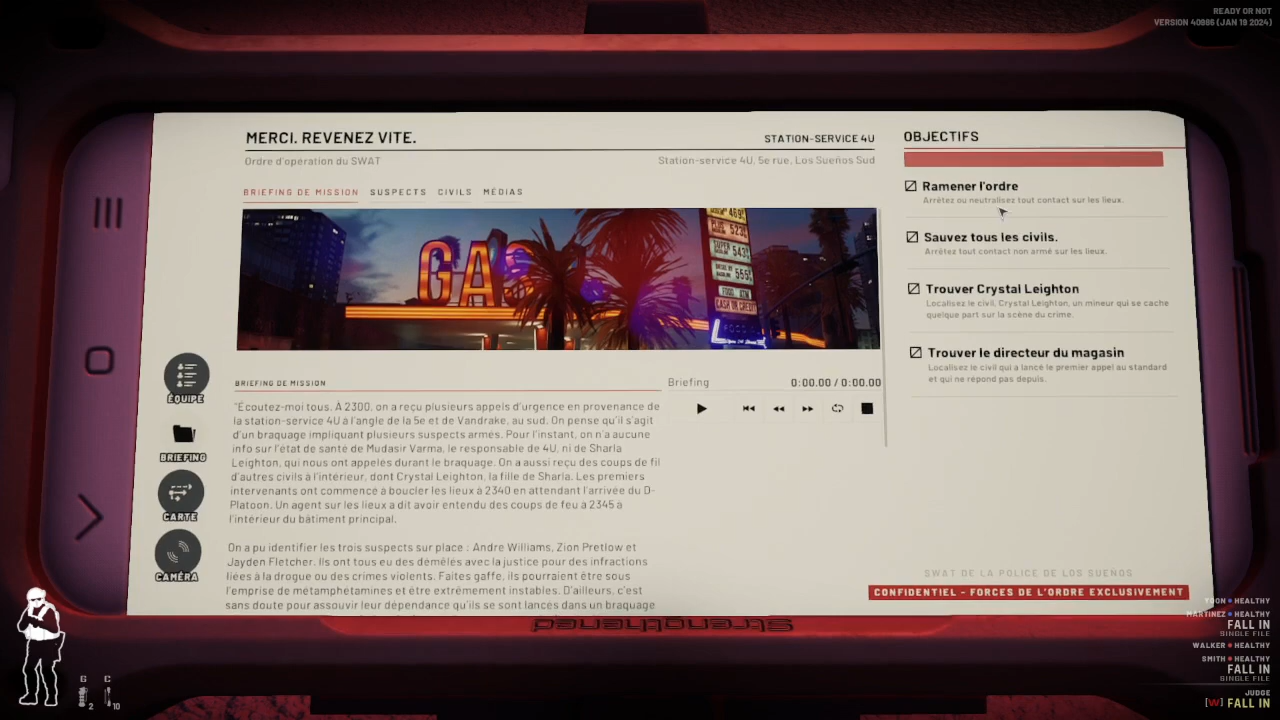 READY OR NOT
VERSION 40986 (JAN 19 2024)
MERCI. REVENEZ VITE.
STATION-SERVICE 4U
Ordre d'opération du SWAT
Station-service 4U, 5e rue, Los Sueños Sud
BRIEFING DE MISSION SUSPECTS CIVILS MÉDIAS
GAS
BRIEFING DE MISSION
Briefing 0:00.00 / 0:00.00
"Écoutez-moi tous. À 2300, on a reçu plusieurs appels d'urgence en provenance de
la station-service 4U à l'angle de la 5e et de Vandrake, au sud. On pense qu'il s'agit
d'un braquage impliquant plusieurs suspects armés. Pour l'instant, on n'a aucune
info sur l'état de santé de Mudasir Varma, le responsable de 4U, ni de Sharla
Leighton, qui nous ont appelés durant le braquage. On a aussi reçu des coups de fil
d'autres civils à l'intérieur, dont Crystal Leighton, la fille de Sharla. Les premiers
intervenants ont commencé à boucler les lieux à 2340 en attendant l'arrivée du D-
Platoon. Un agent sur les lieux a dit avoir entendu des coups de feu à 2345 à
l'intérieur du bâtiment principal.
On a pu identifier les trois suspects sur place : Andre Williams, Zion Pretlow et
Jayden Fletcher. Ils ont tous eu des démêlés avec la justice pour des infractions
liées à la drogue ou des crimes violents. Faites gaffe, ils pourraient être sous
l'emprise de métamphétamines et être extrêmement instables. D'ailleurs, c'est
sans doute pour assouvir leur dépendance qu'ils se sont lancés dans un braquage
OBJECTIFS
Ramener l'ordre
Arrêtez ou neutralisez tout contact sur les lieux.
Sauvez tous les civils.
Arrêtez tout contact non armé sur les lieux.
Trouver Crystal Leighton
Localisez le civil, Crystal Leighton, un mineur qui se cache
quelque part sur la scène du crime.
Trouver le directeur du magasin
Localisez le civil qui a lancé le premier appel au standard
et qui ne répond pas depuis.
SWAT DE LA POLICE DE LOS SUEÑOS
CONFIDENTIEL - FORCES DE L'ORDRE EXCLUSIVEMENT
ÉQUIPE
BRIEFING
CARTE
CAMÉRA
Strengthened
G C
2 10
YOON HEALTHY
MARTINEZ HEALTHY
FALL IN
SINGLE FILE
WALKER HEALTHY
SMITH HEALTHY
FALL IN
SINGLE FILE
JUDGE
[W] FALL IN